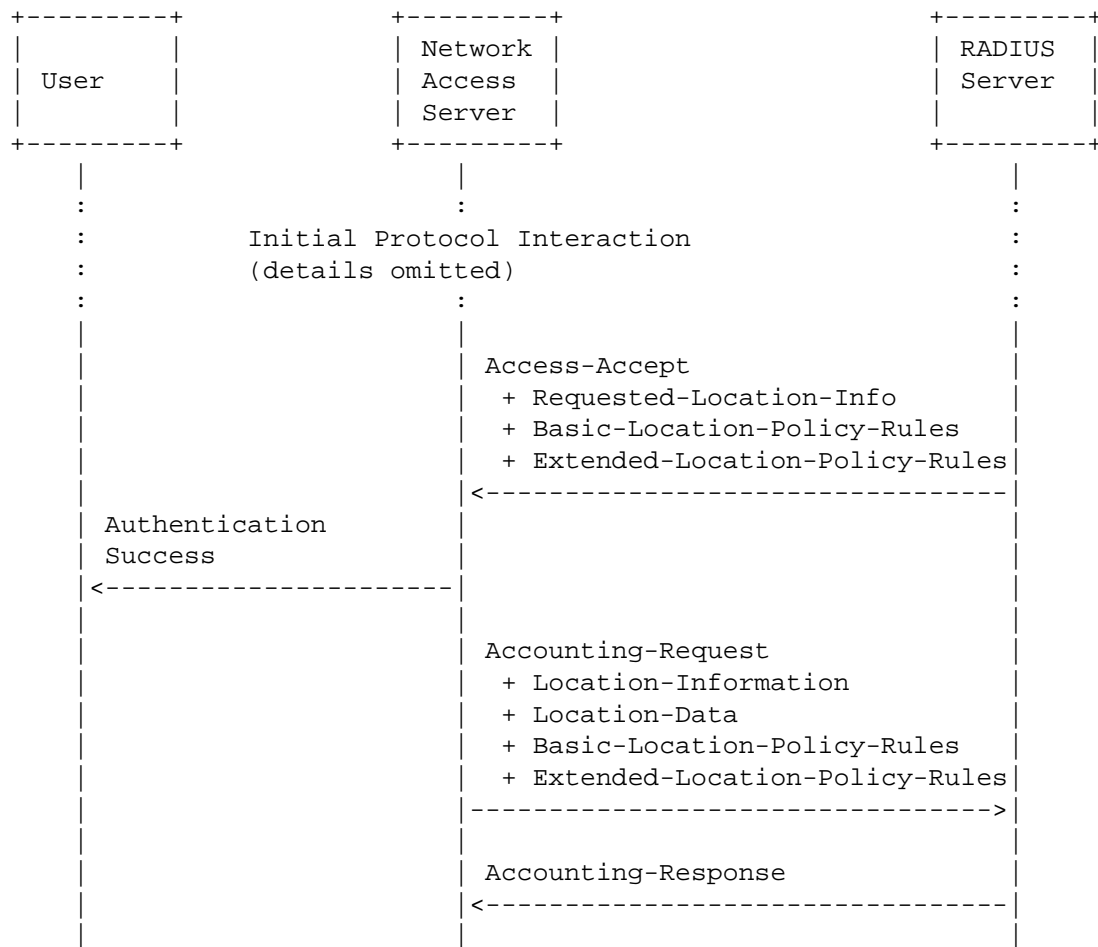 User
Network
Access
Server
RADIUS
Server
Initial Protocol Interaction
(details omitted)
Access-Accept
+ Requested-Location-Info
+ Basic-Location-Policy-Rules
+ Extended-Location-Policy-Rules
Authentication
Success
Accounting-Request
+ Location-Information
+ Location-Data
+ Basic-Location-Policy-Rules
+ Extended-Location-Policy-Rules
Accounting-Response